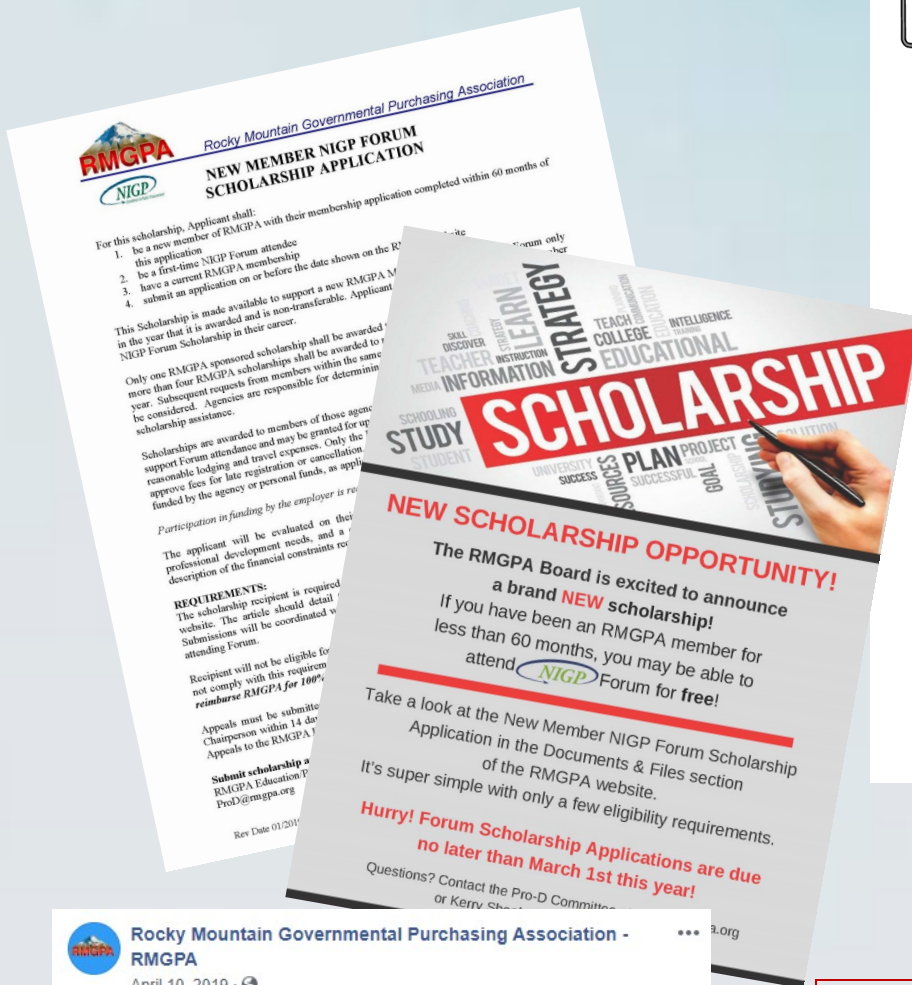 RMGPA
Rocky Mountain Governmental Purchasing Association
NIGP
NEW MEMBER NIGP FORUM
SCHOLARSHIP APPLICATION
For this scholarship, Applicant shall:
1. be a new member of RMGPA with their membership application completed within 60 months of
this application
2. be a first-time NIGP Forum attendee
3. have a current RMGPA membership
4. submit an application on or before the date shown on the
This Scholarship is made available to support a new RMGPA
in the year that it is awarded and is non-transferable. Applicant
NIGP Forum Scholarship in their career.
Forum only
Only one RMGPA sponsored scholarship shall be awarded
more than four RMGPA scholarships shall be awarded to
year. Subsequent requests from members within the same
be considered. Agencies are responsible for
scholarship assistance.
Scholarships are awarded to members of those
support Forum attendance and may be granted for
reasonable lodging and travel expenses. Only the
approve fees for late registration or cancellation.
funded by the agency or personal funds, as
Participation in funding by the employer is
The applicant will be evaluated on their
professional development needs, and a
description of the financial constraints
REQUIREMENTS:
The scholarship recipient is required
website. The article should detail
Submissions will be coordinated
attending Forum.
Recipient will not be eligible for
not comply with this
reimburse RMGPA for 100%
Appeals must be
Chairperson within 14
Appeals to the RMGPA
Submit scholarship
RMGPA
ProD@rmgpa.org
Rev Date
SKILL
DISCOVER
STRATEGY
LEARN
STRATEGY
TEACH
COLLEGE
COMMUNICATION
EDUCATION
INTELLIGENCE
TRAINING
TEACHER
INSTRUCTION
EDUCATIONAL
MEDIA
INFORMATION
SCHOOLING
STUDY
STUDENT
SCHOLARSHIP
UNIVERSITY
SUCCESS
PLAN
PROJECT
SUCCESSFUL
GOAL
NEW SCHOLARSHIP OPPORTUNITY!
The RMGPA Board is excited to announce
a brand NEW scholarship!
If you have been an RMGPA member for
less than 60 months, you may be able to
attend NIGP Forum for free!
Take a look at the New Member NIGP Forum Scholarship
Application in the Documents & Files section
of the RMGPA website.
It's super simple with only a few eligibility requirements.
Hurry! Forum Scholarship Applications are due
no later than March 1st this year!
Questions? Contact the Pro-D
or Kerry
RMGPA
Rocky Mountain Governmental Purchasing Association -
RMGPA
April 10, 2019